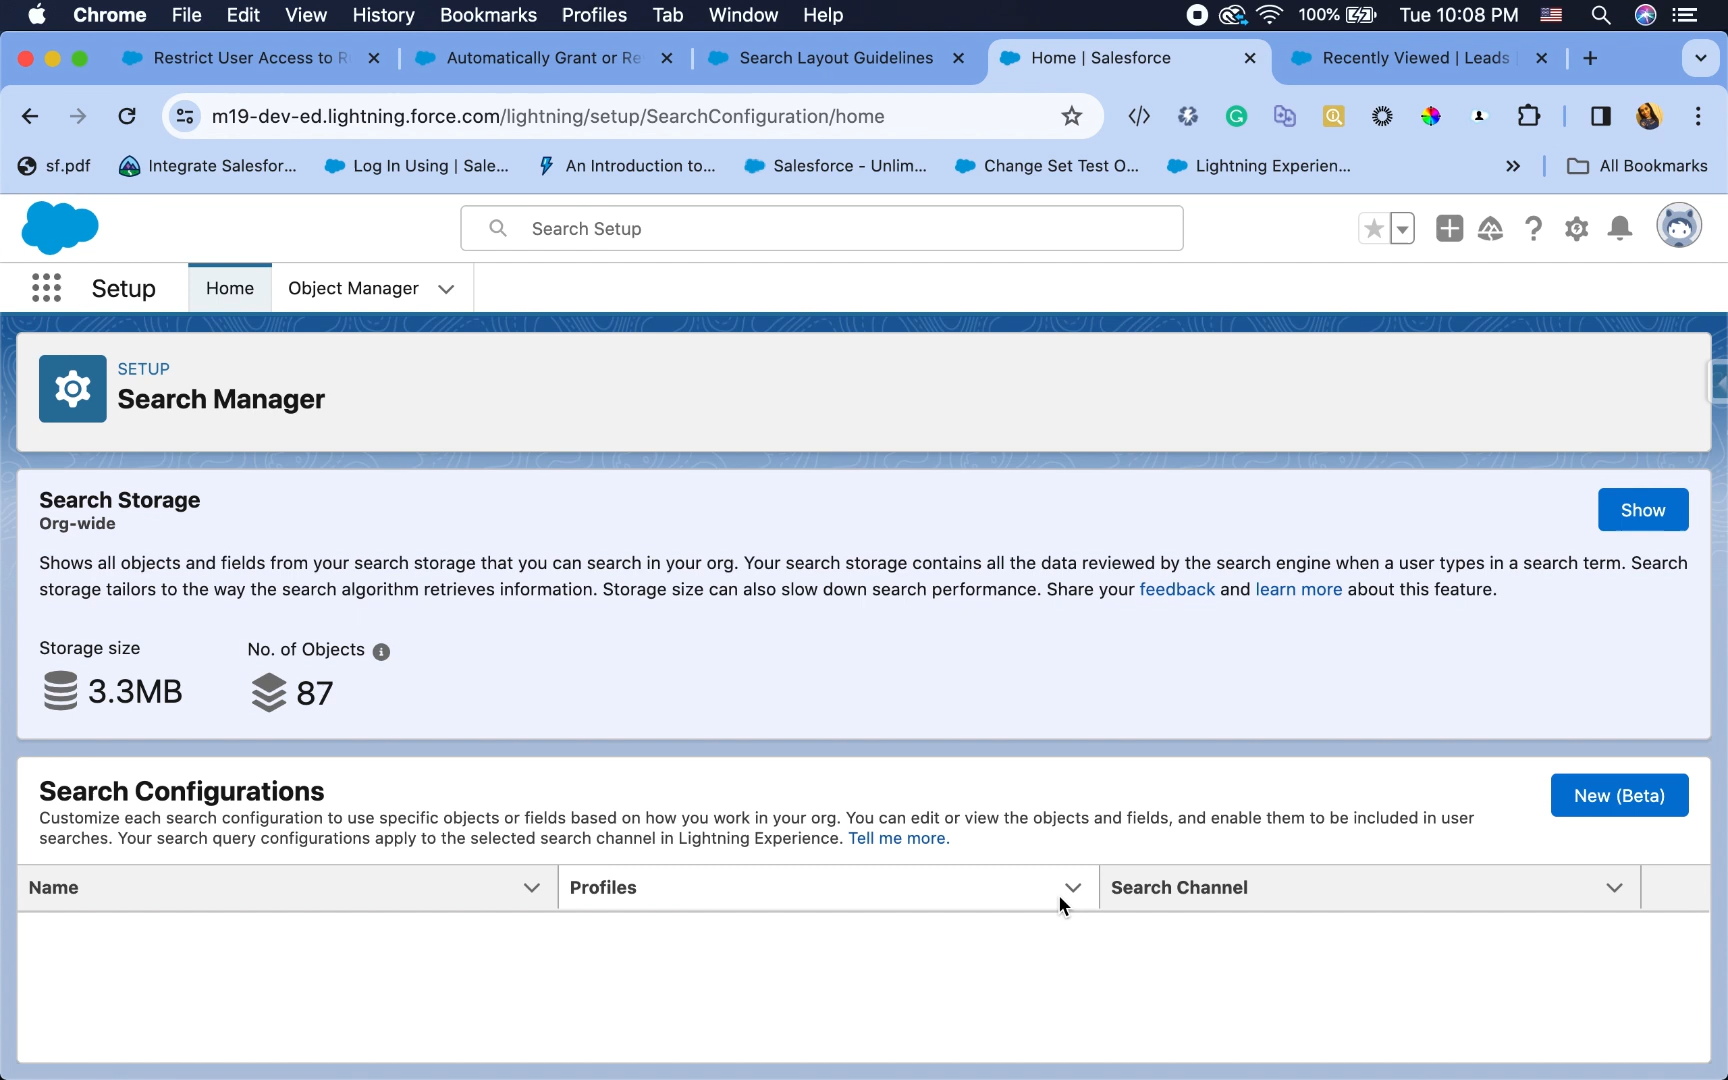 Chrome File Edit View History Bookmarks Profiles Tab Window Help 100% Tue 10:08 PM
Restrict User Access to R Automatically Grant or Re Search Layout Guidelines Home | Salesforce Recently Viewed | Leads
m19-dev-ed.lightning.force.com/lightning/setup/SearchConfiguration/home
sf.pdf Integrate Salesfor... Log In Using | Sale... An Introduction to... Salesforce - Unlim... Change Set Test O... Lightning Experien... » All Bookmarks
Search Setup
Setup Home Object Manager
SETUP
Search Manager
Search Storage
Org-wide
Show
Shows all objects and fields from your search storage that you can search in your org. Your search storage contains all the data reviewed by the search engine when a user types in a search term. Search
storage tailors to the way the search algorithm retrieves information. Storage size can also slow down search performance. Share your feedback and learn more about this feature.
Storage size No. of Objects
3.3MB 87
Search Configurations
New (Beta)
Customize each search configuration to use specific objects or fields based on how you work in your org. You can edit or view the objects and fields, and enable them to be included in user
searches. Your search query configurations apply to the selected search channel in Lightning Experience. Tell me more.
Name Profiles Search Channel